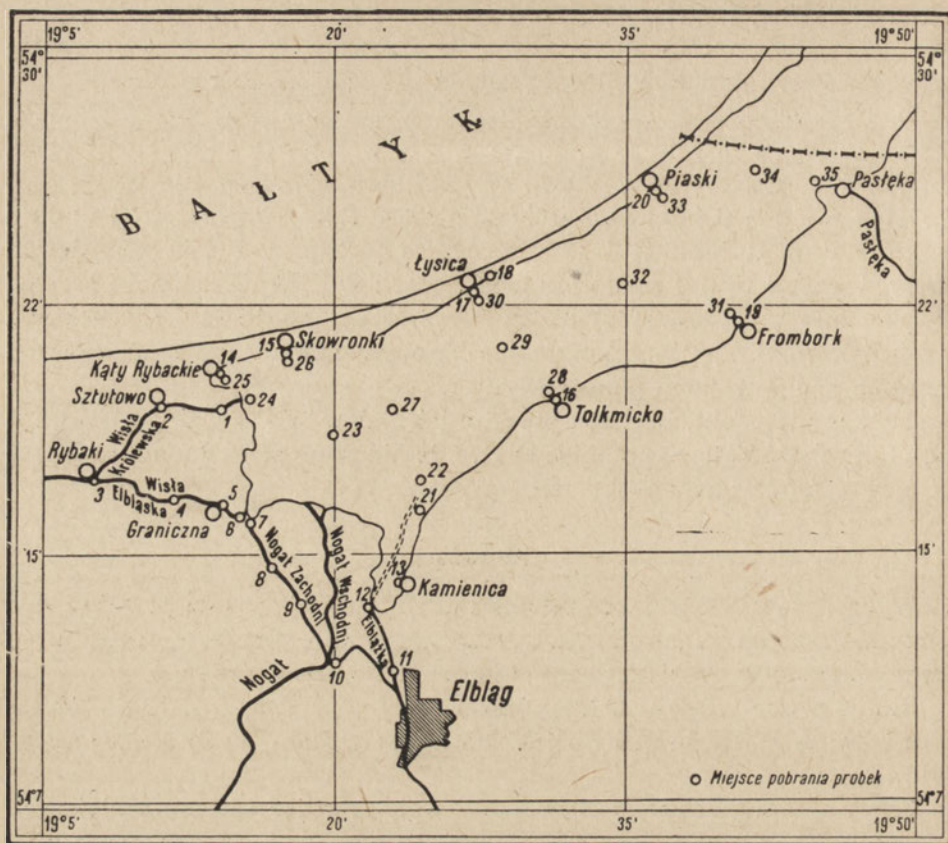 19°5' 20' 35' 19°50'
54° 30'
BAŁTYK
34 35
Piaski
Pasłęka
20 33
Pasłęka
Łysica 18
17 30
32
22' 22'
31 19
Frombork
15 Skowronki
26
29
Kąty Rybackie 14
25
28 16
Tolkmicko
Sztutowo
2 1 24
27
23
Wisła Królewska
Rybaki
3
Wisła Elbląska
4 5
Graniczna 6 7
22
21
15' 15'
Nogat Zachodni
Nogat Wschodni
8
9
13 Kamienica
12
Elblążka
Nogat
10 11
Elbląg
Miejsce pobrania próbek
54°7' 54°7
19°5' 20' 35' 19°50'